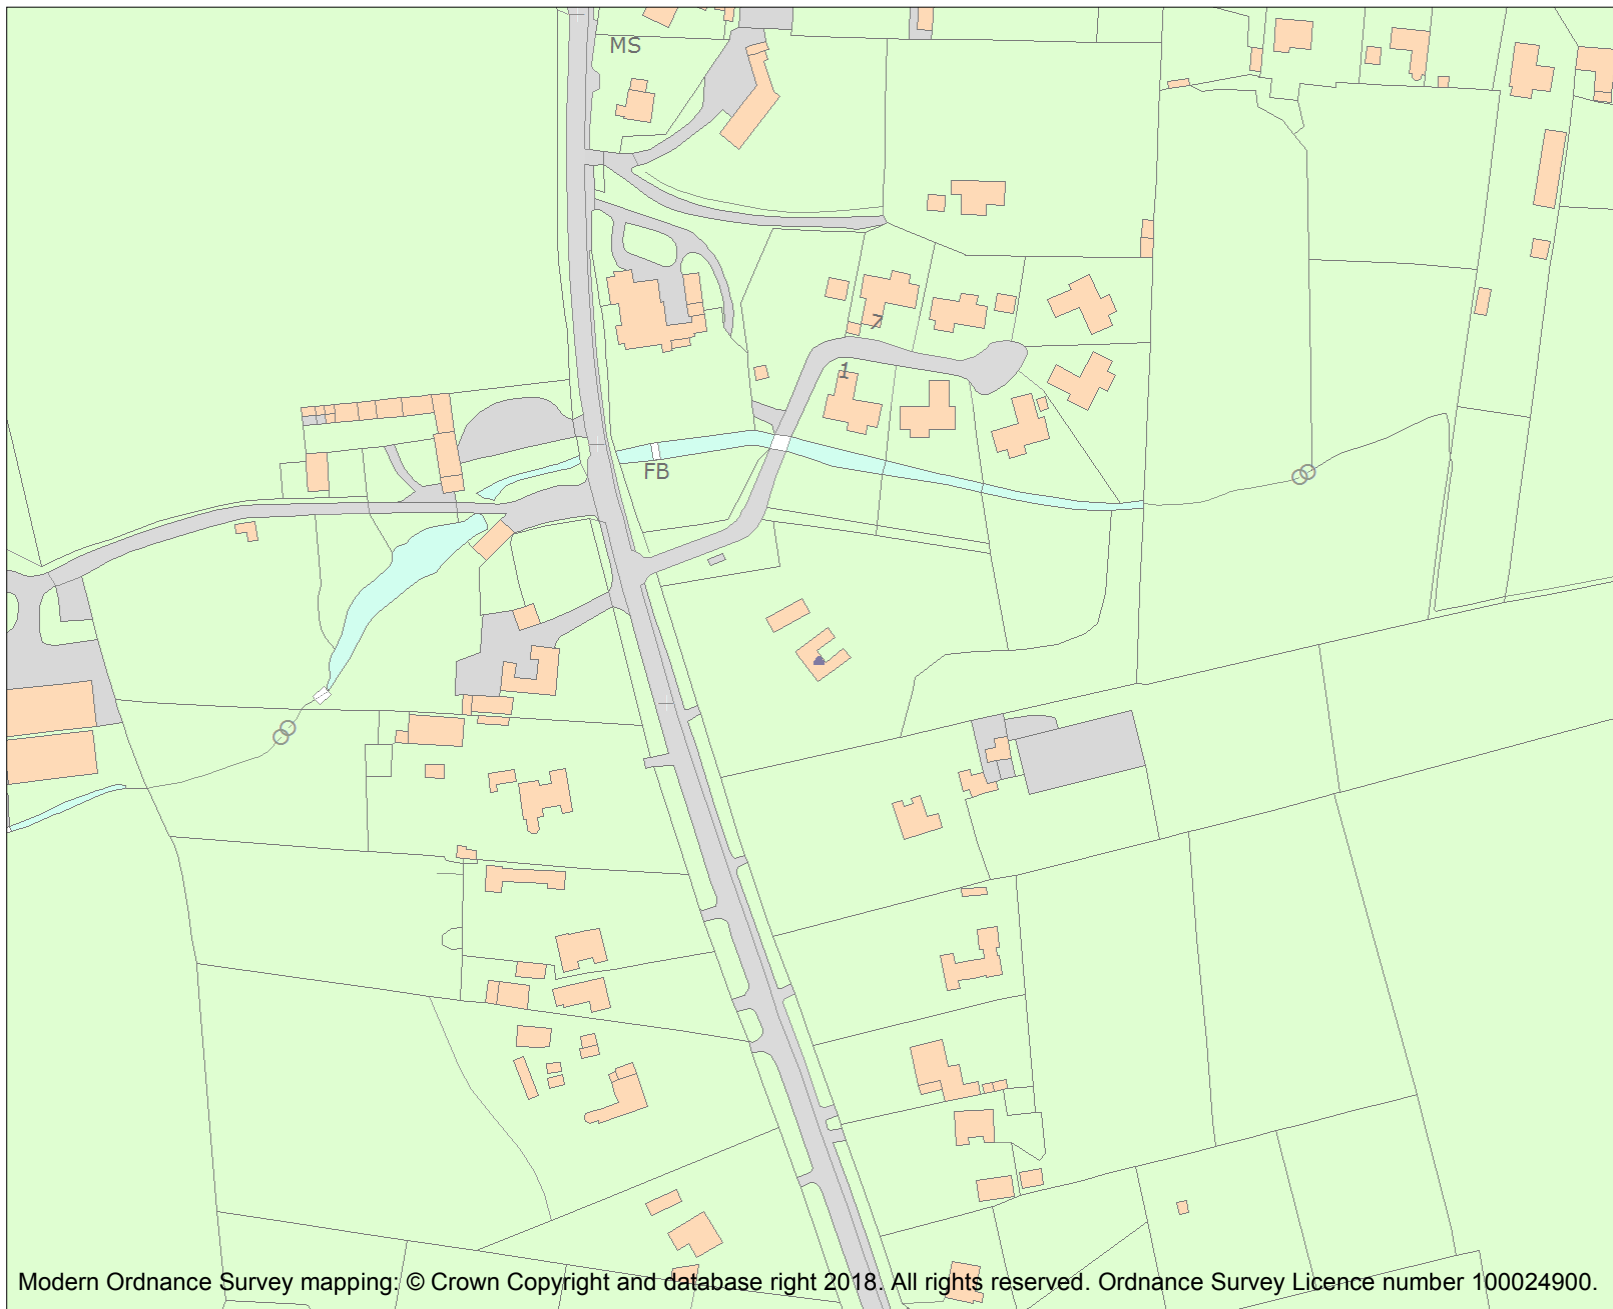 MS
7
1
FB
Modern Ordnance Survey mapping: © Crown Copyright and database right 2018. All rights reserved. Ordnance Survey Licence number 100024900.